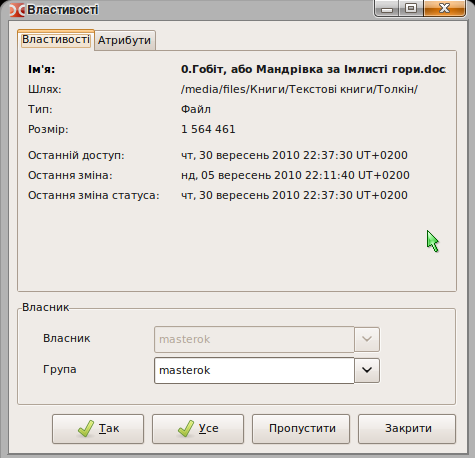 Властивості
Властивості Атрибути
Ім'я: 0.Гобіт, або Мандрівка за Імлисті гори.doc
Шлях: /media/files/Книги/Текстові книги/Толкін/
Тип: Файл
Розмір: 1 564 461
Останній доступ: чт, 30 вересень 2010 22:37:30 UT+0200
Остання зміна: нд, 05 вересень 2010 22:11:40 UT+0200
Остання зміна статуса: чт, 30 вересень 2010 22:37:30 UT+0200
Власник
Власник masterok
Група masterok
Так Усе Пропустити Закрити